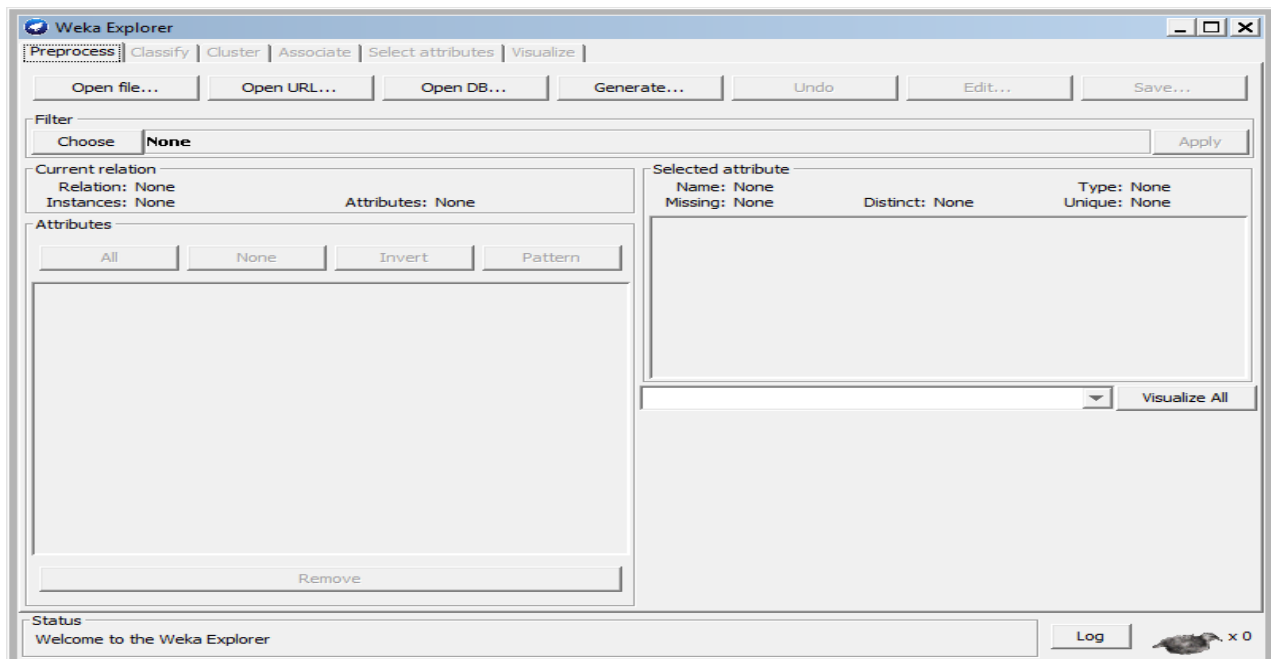 Weka Explorer
Preprocess Classify Cluster Associate Select attributes Visualize
Open file... Open URL... Open DB... Generate... Undo Edit... Save...
Filter
Choose None Apply
Current relation
Relation: None
Instances: None Attributes: None
Selected attribute
Name: None Type: None
Missing: None Distinct: None Unique: None
Attributes
All None Invert Pattern
Visualize All
Remove
Status
Welcome to the Weka Explorer
Log x 0